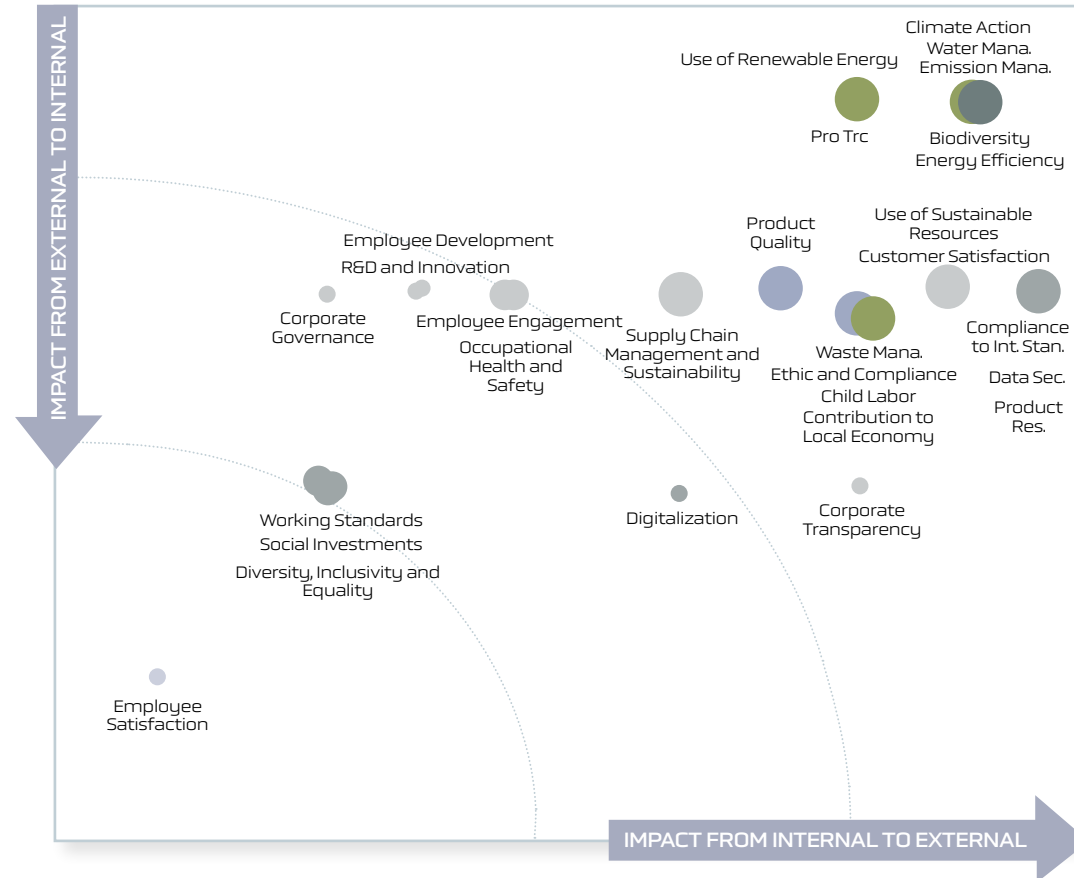 IMPACT FROM EXTERNAL TO INTERNAL
Climate Action
Water Mana.
Emission Mana.
Use of Renewable Energy
Pro Trc
Biodiversity
Energy Efficiency
Product
Quality
Use of Sustainable
Resources
Customer Satisfaction
Employee Development
R&D and Innovation
Corporate
Governance
Employee Engagement
Occupational
Health and
Safety
Supply Chain
Management and
Sustainability
Waste Mana.
Ethic and Compliance
Child Labor
Contribution to
Local Economy
Compliance
to Int. Stan.
Data Sec.
Product
Res.
Working Standards
Social Investments
Diversity, Inclusivity and
Equality
Digitalization
Corporate
Transparency
Employee
Satisfaction
IMPACT FROM INTERNAL TO EXTERNAL